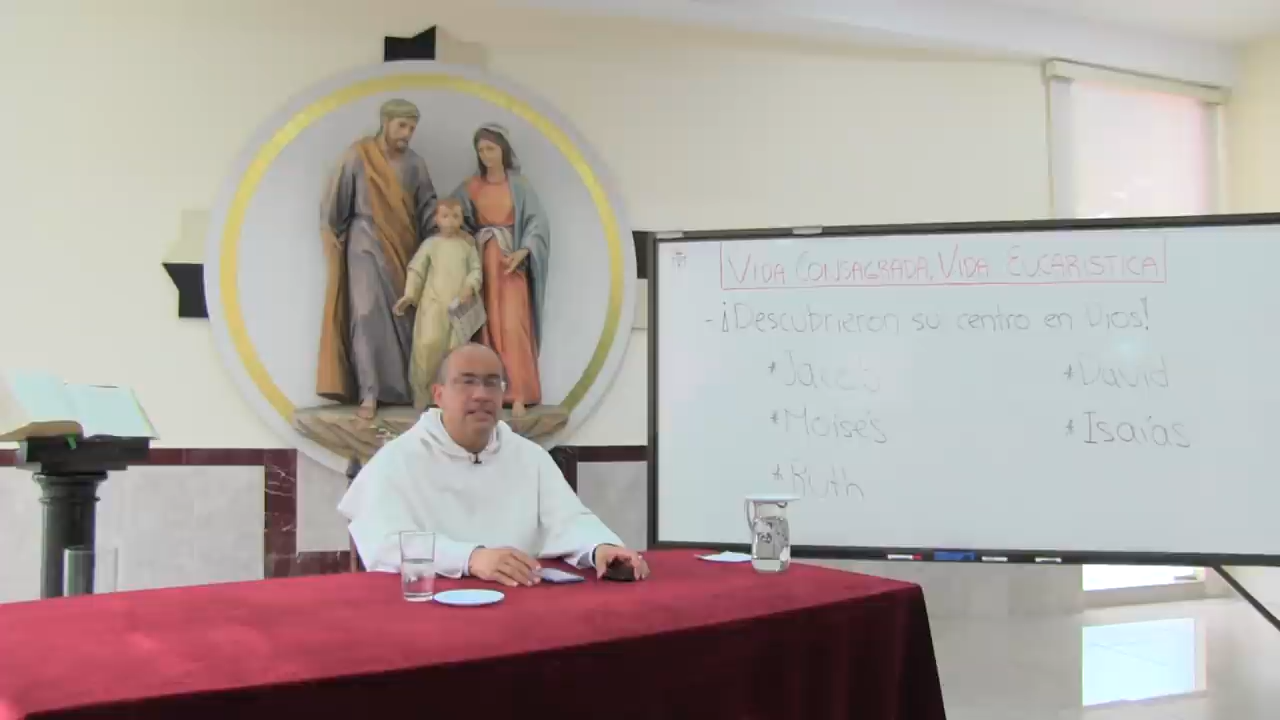 VIDA CONSAGRADA, VIDA EUCARISTICA
- ¡Descubrieron su centro en Dios!
* Jacob
* David
* Moisés
* Isaías
* Ruth